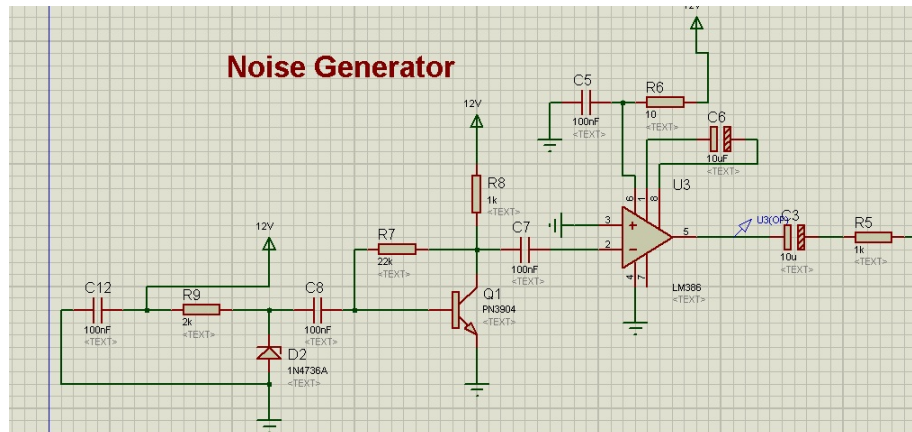 12V
Noise Generator
C5
100nF
<TEXT>
R6
10
<TEXT>
C6
10uF
<TEXT>
12V
R8
1k
<TEXT>
U3
6
1
8
3
2
5
4
7
LM386
<TEXT>
U3(OP)
C3
10u
<TEXT>
R5
1k
<TEXT>
R7
22k
<TEXT>
C7
100nF
<TEXT>
12V
C12
100nF
<TEXT>
R9
2k
<TEXT>
C8
100nF
<TEXT>
Q1
PN3904
<TEXT>
D2
1N4736A
<TEXT>